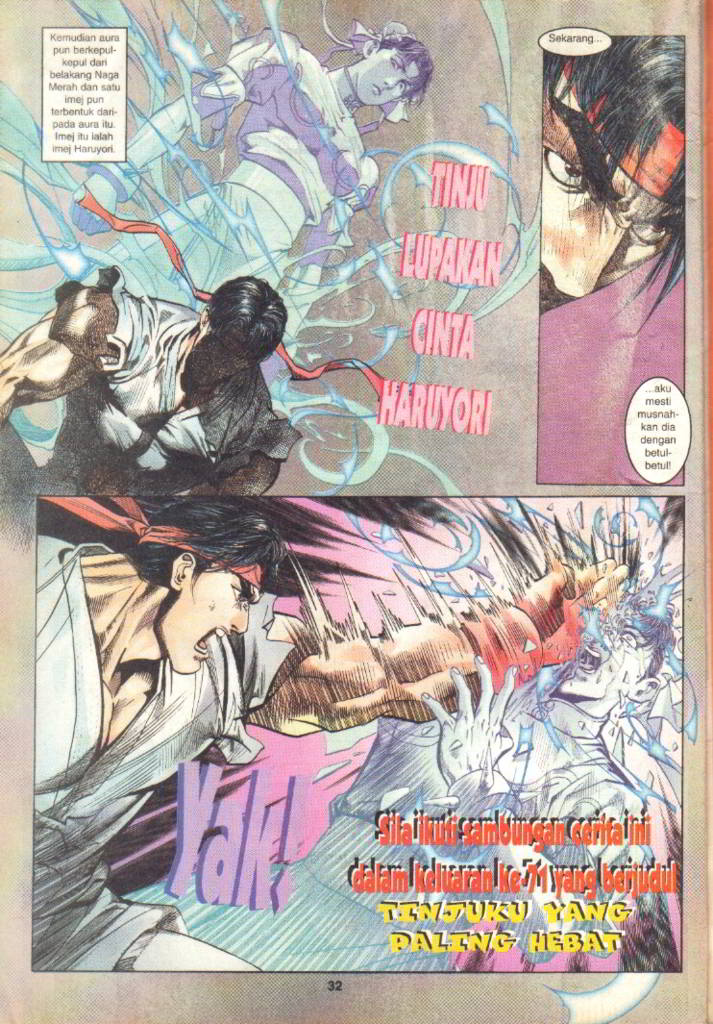 Kemudian aura
pun berkepul-
kepul dari
belakang Naga
Merah dan satu
imej pun
terbentuk dari-
pada aura itu.
Imej itu ialah
imej Haruyori.
TINJU
LUPAKAN
CINTA
HARUYORI
Sekarang...
...aku
mesti
musnah-
kan dia
dengan
betul-
betul!
Yak!
Sila ikuti sambungan cerita ini
dalam keluaran ke-71 yang berjudul
TINJUKU YANG
PALING HEBAT
32